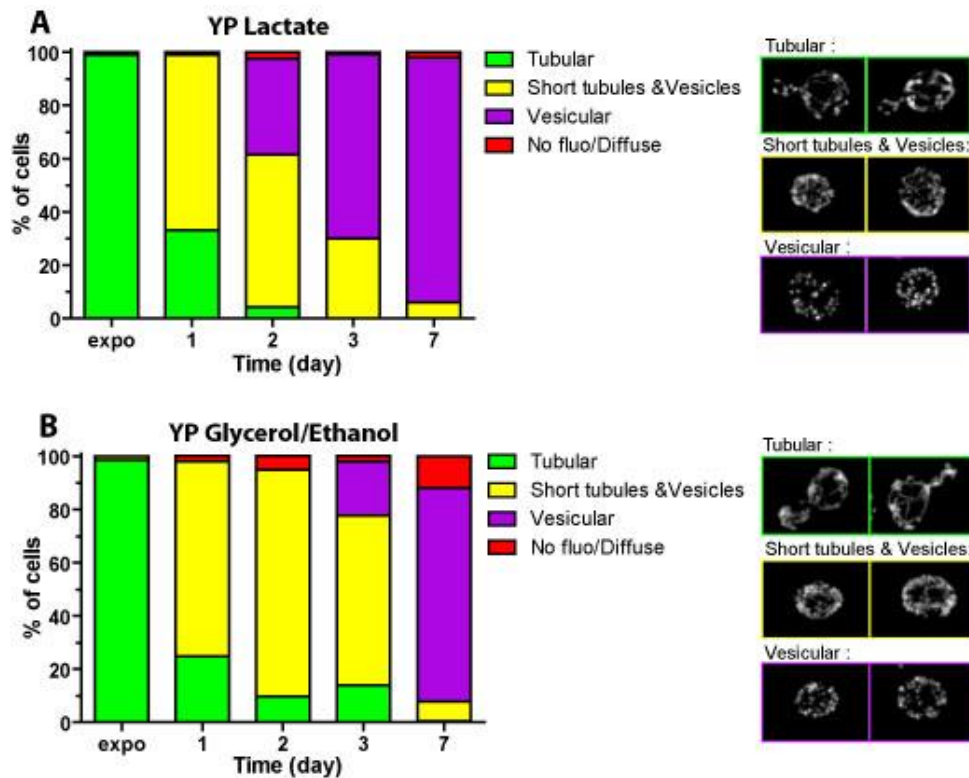 A
YP Lactate
100
80
60
40
20
0
% of cells
expo 1 2 3 7
Time (day)
Tubular
Short tubules &Vesicles
Vesicular
No fluo/Diffuse
Tubular :
Short tubules & Vesicles:
Vesicular :
B
YP Glycerol/Ethanol
100
80
60
40
20
0
% of cells
expo 1 2 3 7
Time (day)
Tubular
Short tubules &Vesicles
Vesicular
No fluo/Diffuse
Tubular :
Short tubules & Vesicles:
Vesicular :